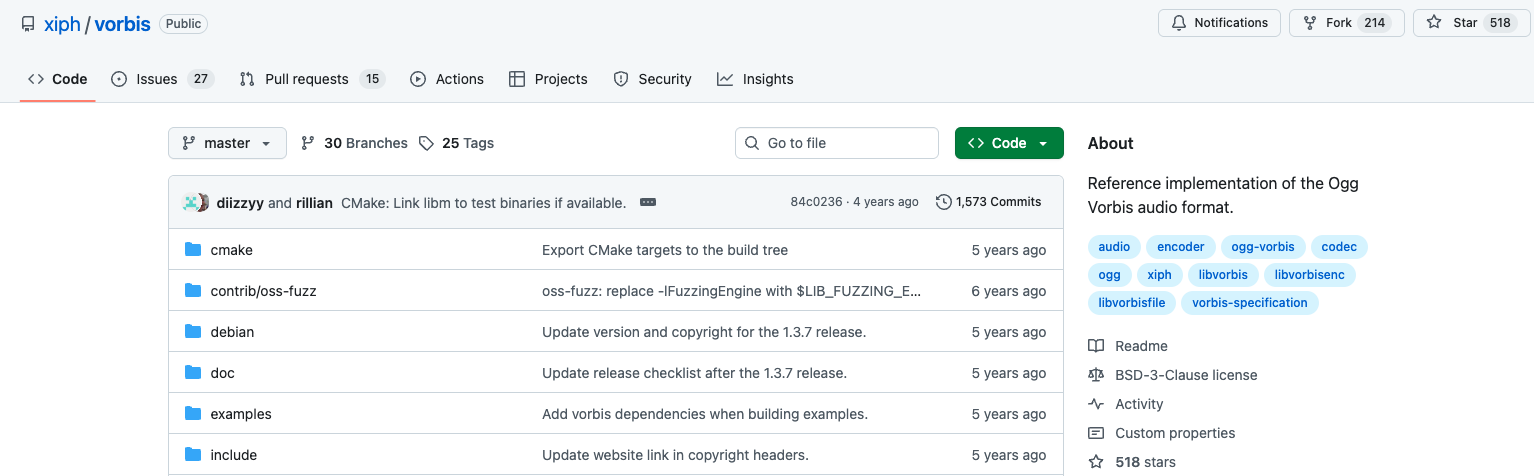 xiph / vorbis Public Notifications Fork 214 Star 518
Code Issues 27 Pull requests 15 Actions Projects Security Insights
master 30 Branches 25 Tags Go to file Code About
Reference implementation of the Ogg
Vorbis audio format.
diizzyy and rillian CMake: Link libm to test binaries if available. 84c0236 · 4 years ago 1,573 Commits
cmake Export CMake targets to the build tree 5 years ago
contrib/oss-fuzz oss-fuzz: replace -lFuzzingEngine with $LIB_FUZZING_E... 6 years ago
debian Update version and copyright for the 1.3.7 release. 5 years ago
doc Update release checklist after the 1.3.7 release. 5 years ago
examples Add vorbis dependencies when building examples. 5 years ago
include Update website link in copyright headers. 5 years ago
audio encoder ogg-vorbis codec
ogg xiph libvorbis libvorbisenc
libvorbisfile vorbis-specification
Readme
BSD-3-Clause license
Activity
Custom properties
518 stars